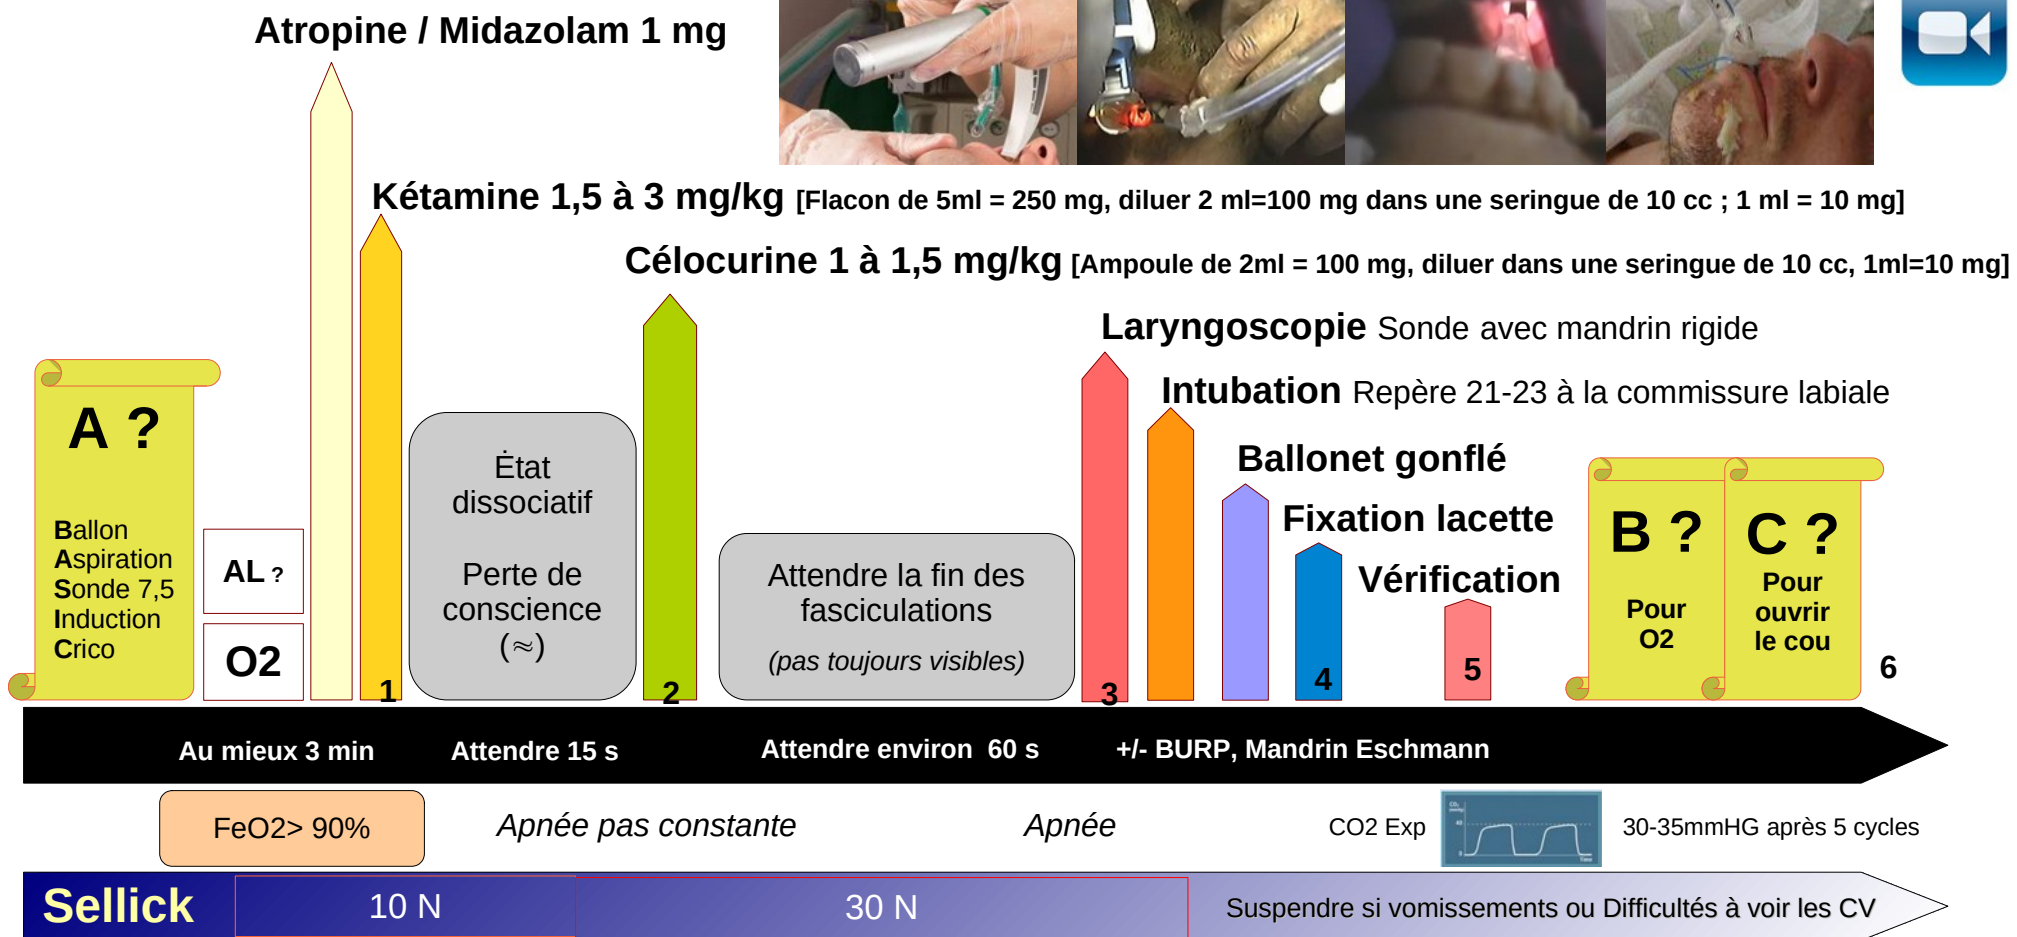 Atropine / Midazolam 1 mg
Kétamine 1,5 à 3 mg/kg [Flacon de 5ml = 250 mg, diluer 2 ml=100 mg dans une seringue de 10 cc ; 1 ml = 10 mg]
Célocurine 1 à 1,5 mg/kg [Ampoule de 2ml = 100 mg, diluer dans une seringue de 10 cc, 1ml=10 mg]
Laryngoscopie Sonde avec mandrin rigide
Intubation Repère 21-23 à la commissure labiale
Ballonet gonflé
Fixation lacette
Vérification
A ?
Ballon
Aspiration
Sonde 7,5
Induction
Crico
AL ?
O2
1
Ėtat
dissociatif
Perte de
conscience
(≈)
2
Attendre la fin des
fasciculations
(pas toujours visibles)
3
4
5
B ?
Pour
O2
C ?
Pour
ouvrir
le cou
6
Au mieux 3 min
Attendre 15 s
Attendre environ 60 s
+/- BURP, Mandrin Eschmann
FeO2> 90%
Apnée pas constante
Apnée
CO2 Exp
30-35mmHG après 5 cycles
Sellick
10 N
30 N
Suspendre si vomissements ou Difficultés à voir les CV